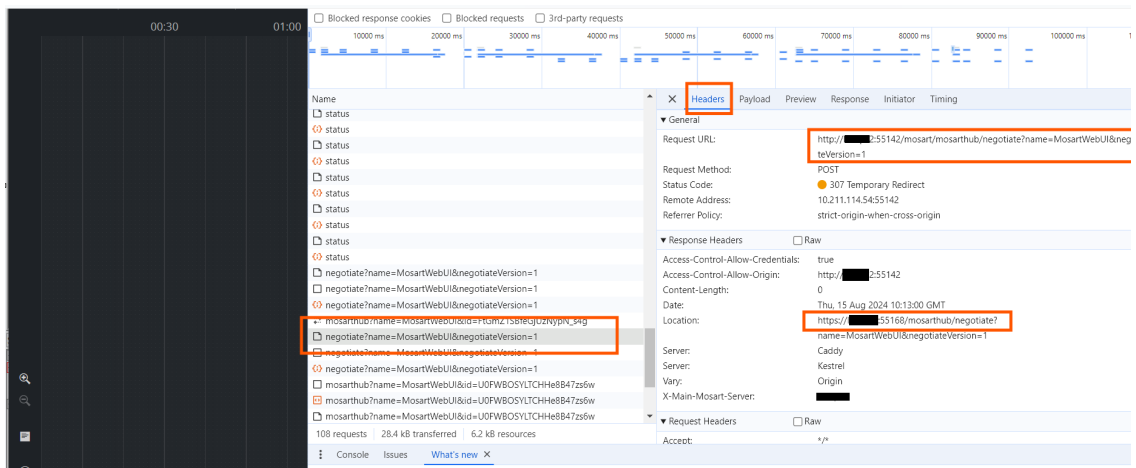 00:30 01:00
Blocked response cookies Blocked requests 3rd-party requests
10000 ms 20000 ms 30000 ms 40000 ms 50000 ms 60000 ms 70000 ms 80000 ms 90000 ms 100000 ms
Name
status
status
status
status
status
status
status
status
status
status
negotiate?name=MosartWebUI&negotiateVersion=1
negotiate?name=MosartWebUI&negotiateVersion=1
negotiate?name=MosartWebUI&negotiateVersion=1
negotiate?name=MosartWebUI&negotiateVersion=1
negotiate?name=MosartWebUI&negotiateVersion=1
negotiate?name=MosartWebUI&negotiateVersion=1
mosarthub?name=MosartWebUI&id=U0FWBOSYLTCHHe8B47zs6w
mosarthub?name=MosartWebUI&id=U0FWBOSYLTCHHe8B47zs6w
mosarthub?name=MosartWebUI&id=U0FWBOSYLTCHHe8B47zs6w
108 requests 28.4 kB transferred 6.2 kB resources
Headers Payload Preview Response Initiator Timing
General
Request URL: http:// 2:55142/mosart/mosarthub/negotiate?name=MosartWebUI&neg
teVersion=1
Request Method: POST
Status Code: 307 Temporary Redirect
Remote Address: 10.211.114.54:55142
Referrer Policy: strict-origin-when-cross-origin
Response Headers Raw
Access-Control-Allow-Credentials: true
Access-Control-Allow-Origin: http:// 2:55142
Content-Length: 0
Date: Thu, 15 Aug 2024 10:13:00 GMT
Location: https:// :55168/mosarthub/negotiate?
name=MosartWebUI&negotiateVersion=1
Server: Caddy
Server: Kestrel
Vary: Origin
X-Main-Mosart-Server:
Request Headers Raw
Accept: */*
Console Issues What's new